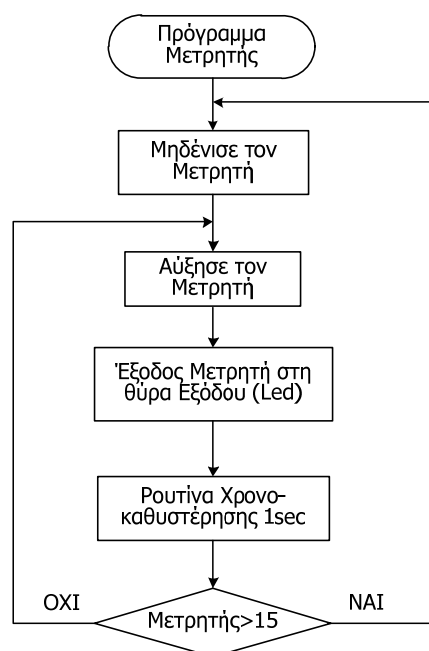 Πρόγραμμα
Μετρητής
Μηδένισε τον
Μετρητή
Αύξησε τον
Μετρητή
Έξοδος Μετρητή στη
θύρα Εξόδου (Led)
Ρουτίνα Χρονο-
καθυστέρησης 1sec
ΟΧΙ
Μετρητής>15
ΝΑΙ